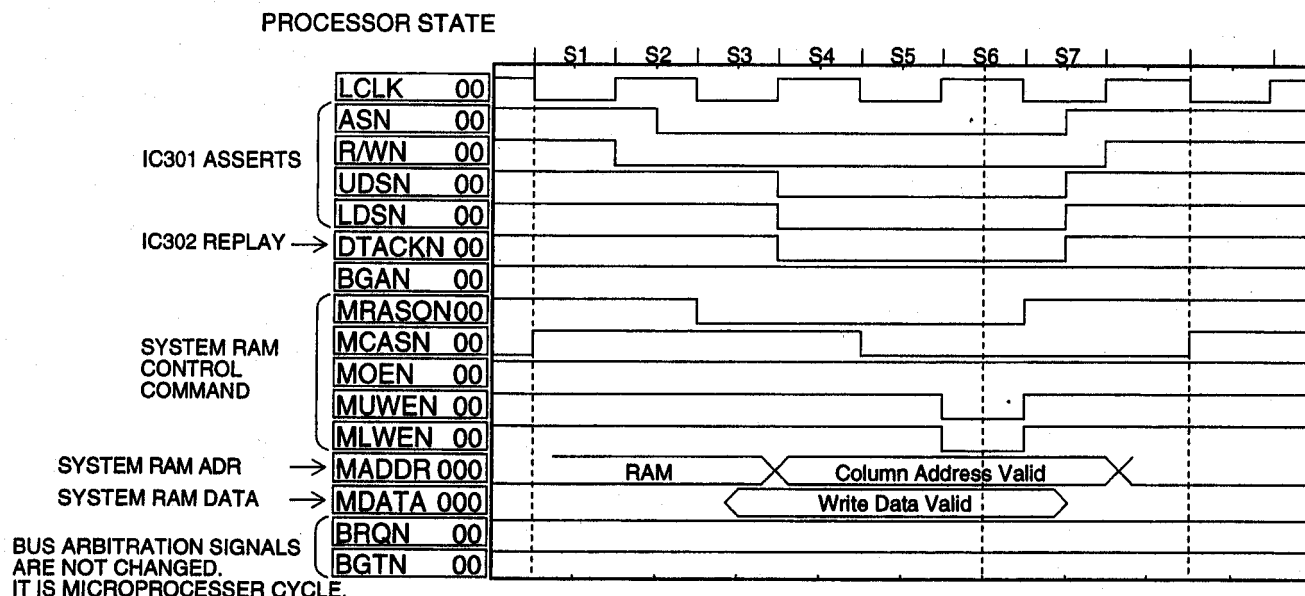 PROCESSOR STATE
S1 S2 S3 S4 S5 S6 S7
LCLK 00
ASN 00
IC301 ASSERTS R/WN 00
UDSN 00
LDSN 00
IC302 REPLAY DTACKN 00
BGAN 00
MRASON00
SYSTEM RAM MCASN 00
CONTROL MOEN 00
COMMAND MUWEN 00
MLWEN 00
SYSTEM RAM ADR MADDR 000 RAM Column Address Valid
SYSTEM RAM DATA MDATA 000 Write Data Valid
BRQN 00
BUS ARBITRATION SIGNALS
ARE NOT CHANGED. BGTN 00
IT IS MICROPROCESSER CYCLE.